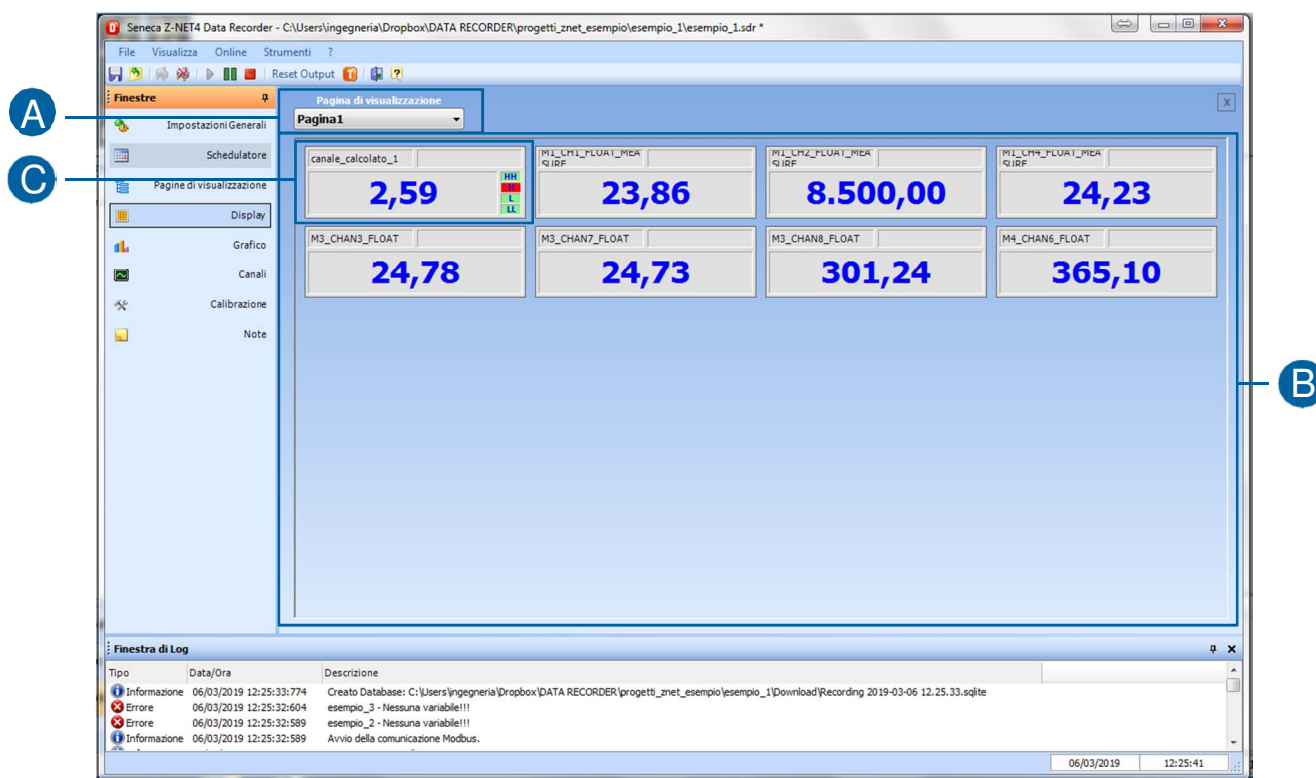 Seneca Z-NET4 Data Recorder - C:\Users\ingegneria\Dropbox\DATA RECORDER\progetti_znet_esempio\esempio_1\esempio_1.sdr *
File Visualizza Online Strumenti ?
Reset Output
Finestre
Impostazioni Generali
Schedulatore
Pagine di visualizzazione
Display
Grafico
Canali
Calibrazione
Note
A
C
B
Pagina di visualizzazione
Pagina1
X
canale_calcolato_1
2,59
HH
H
L
LL
M1_CH1_FLOAT_MEA
SURE
23,86
M1_CH2_FLOAT_MEA
SURE
8.500,00
M1_CH4_FLOAT_MEA
SURE
24,23
M3_CHAN3_FLOAT
24,78
M3_CHAN7_FLOAT
24,73
M3_CHAN8_FLOAT
301,24
M4_CHAN6_FLOAT
365,10
Finestra di Log
Tipo Data/Ora Descrizione
Informazione 06/03/2019 12:25:33:774 Creato Database: C:\Users\ingegneria\Dropbox\DATA RECORDER\progetti_znet_esempio\esempio_1\Download\Recording 2019-03-06 12.25.33.sqlite
Errore 06/03/2019 12:25:32:604 esempio_3 - Nessuna variabile!!!
Errore 06/03/2019 12:25:32:589 esempio_2 - Nessuna variabile!!!
Informazione 06/03/2019 12:25:32:589 Avvio della comunicazione Modbus.
06/03/2019 12:25:41